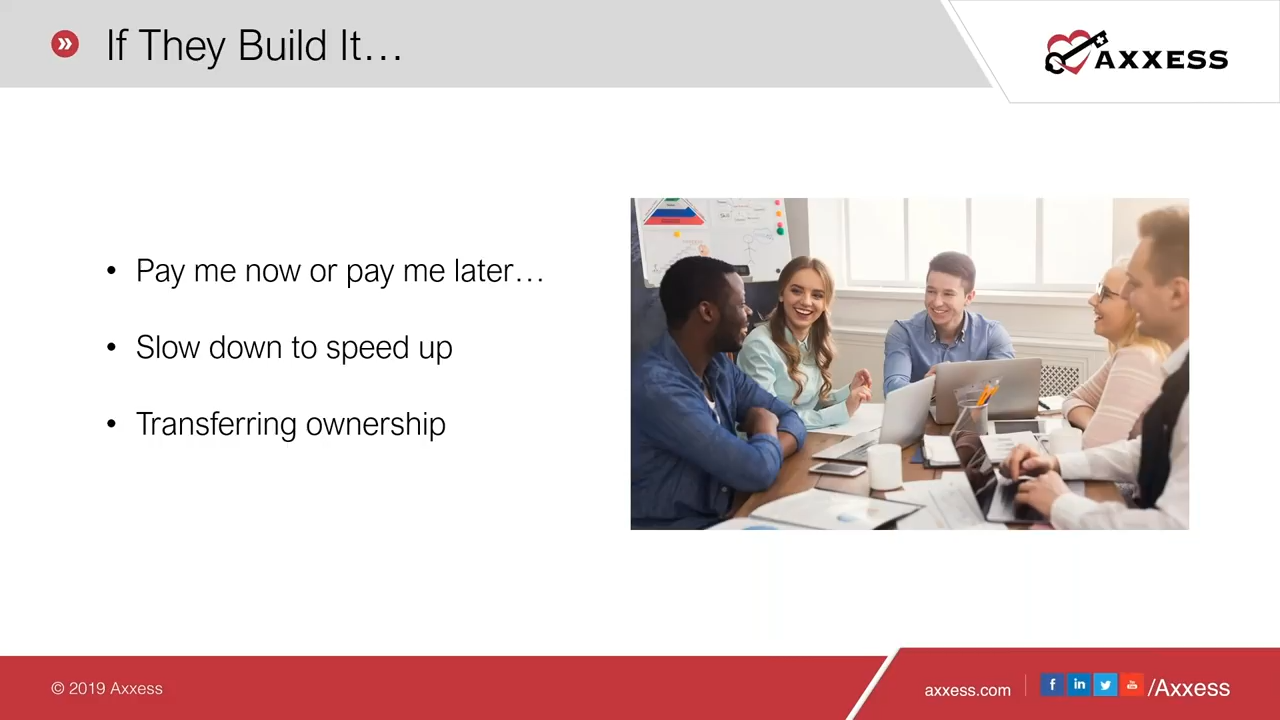 If They Build It…
AXXESS
• Pay me now or pay me later…
• Slow down to speed up
• Transferring ownership
© 2019 Axxess
axxess.com
/Axxess